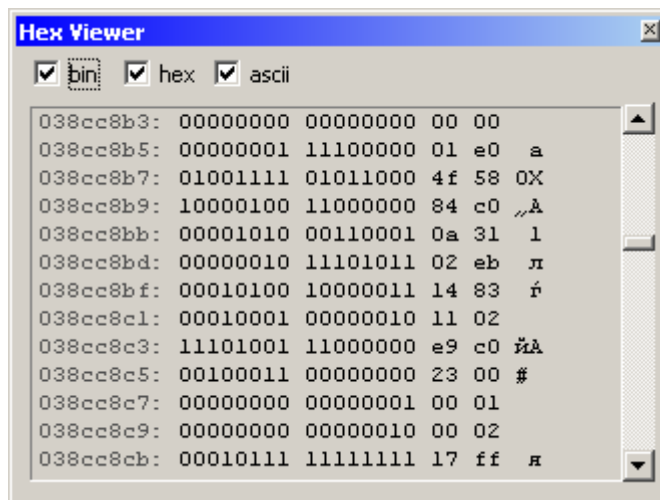 Hex Viewer
bin hex ascii
038cc8b3: 00000000 00000000 00 00
038cc8b5: 00000001 11100000 01 e0 а
038cc8b7: 01001111 01011000 4f 58 OX
038cc8b9: 10000100 11000000 84 c0 „А
038cc8bb: 00001010 00110001 0a 31 1
038cc8bd: 00000010 11101011 02 eb л
038cc8bf: 00010100 10000011 14 83 ѓ
038cc8c1: 00010001 00000010 11 02
038cc8c3: 11101001 11000000 e9 c0 йА
038cc8c5: 00100011 00000000 23 00 #
038cc8c7: 00000000 00000001 00 01
038cc8c9: 00000000 00000010 00 02
038cc8cb: 00010111 11111111 17 ff я